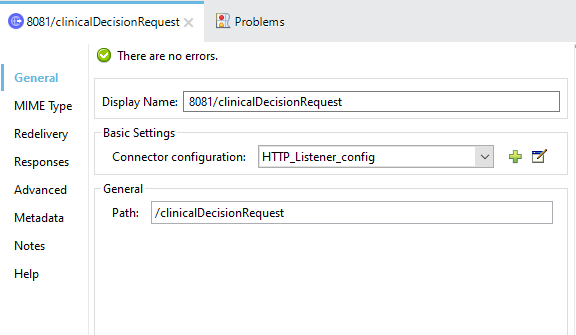 8081/clinicalDecisionRequest
Problems
There are no errors.
General
MIME Type
Redelivery
Responses
Advanced
Metadata
Notes
Help
Display Name: 8081/clinicalDecisionRequest
Basic Settings
Connector configuration: HTTP_Listener_config
General
Path: /clinicalDecisionRequest